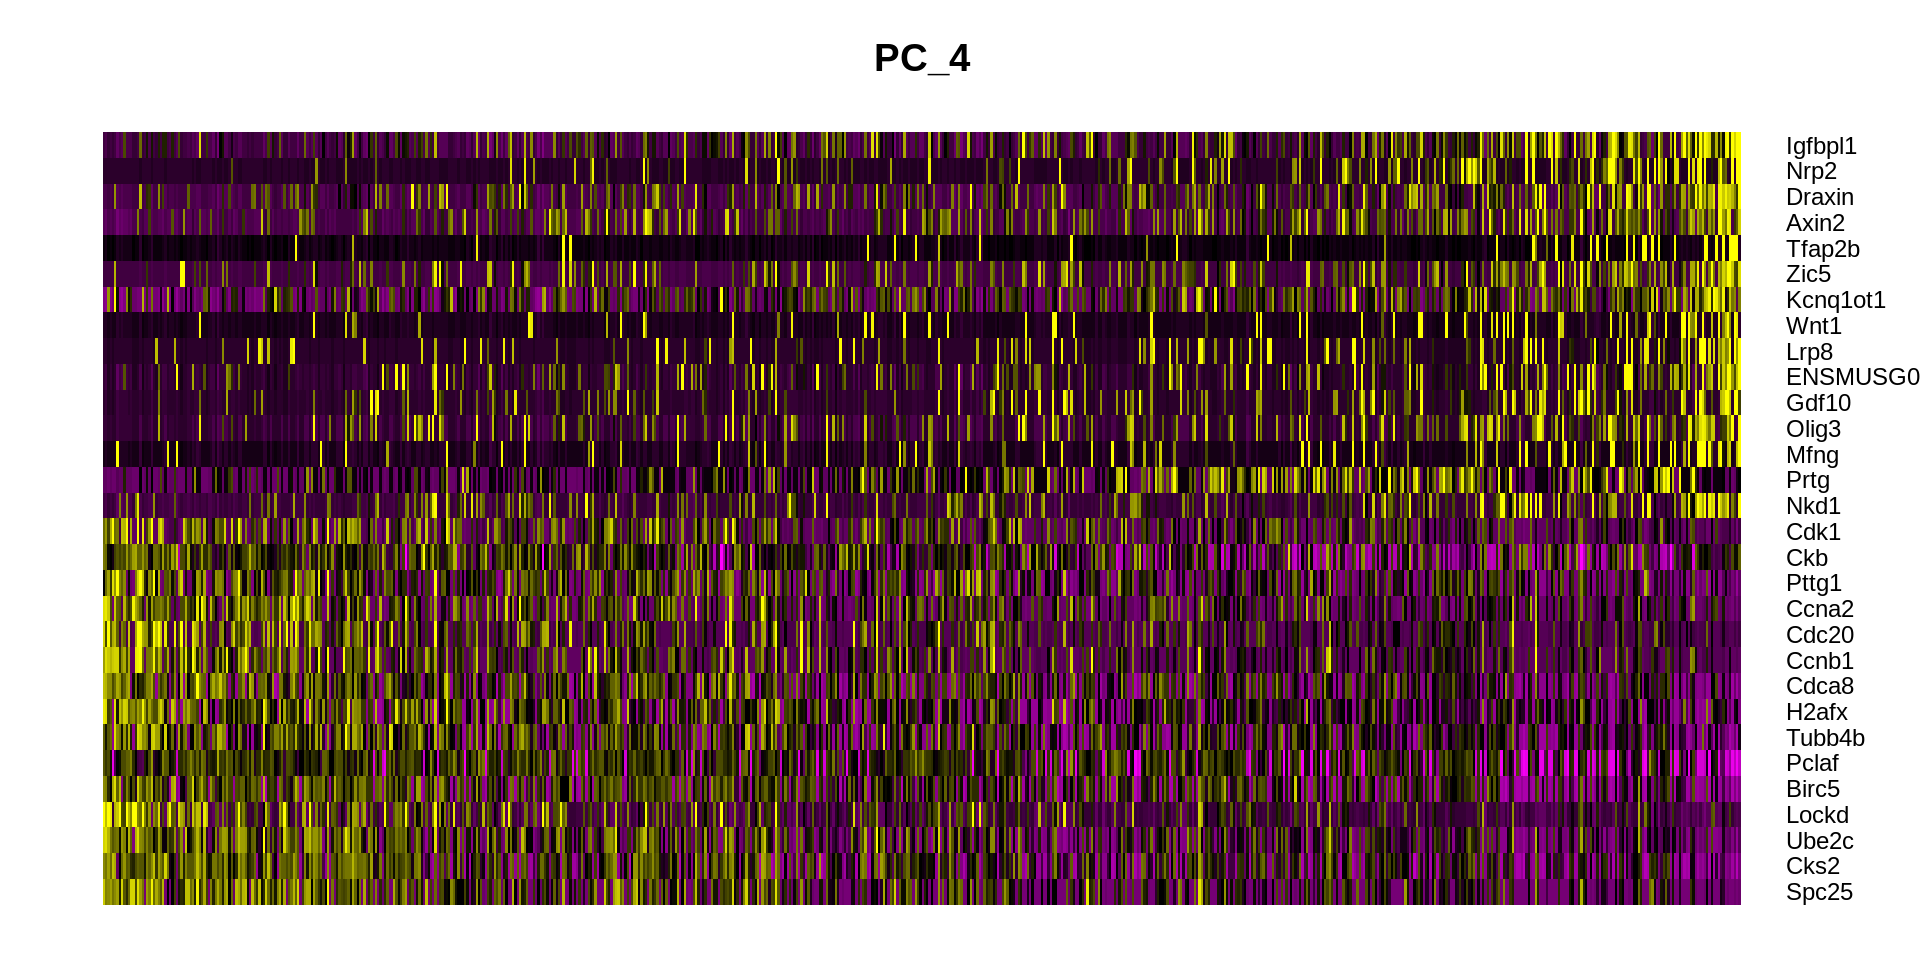 PC_4
Igfbpl1
Nrp2
Draxin
Axin2
Tfap2b
Zic5
Kcnq1ot1
Wnt1
Lrp8
ENSMUSG0
Gdf10
Olig3
Mfng
Prtg
Nkd1
Cdk1
Ckb
Pttg1
Ccna2
Cdc20
Ccnb1
Cdca8
H2afx
Tubb4b
Pclaf
Birc5
Lockd
Ube2c
Cks2
Spc25